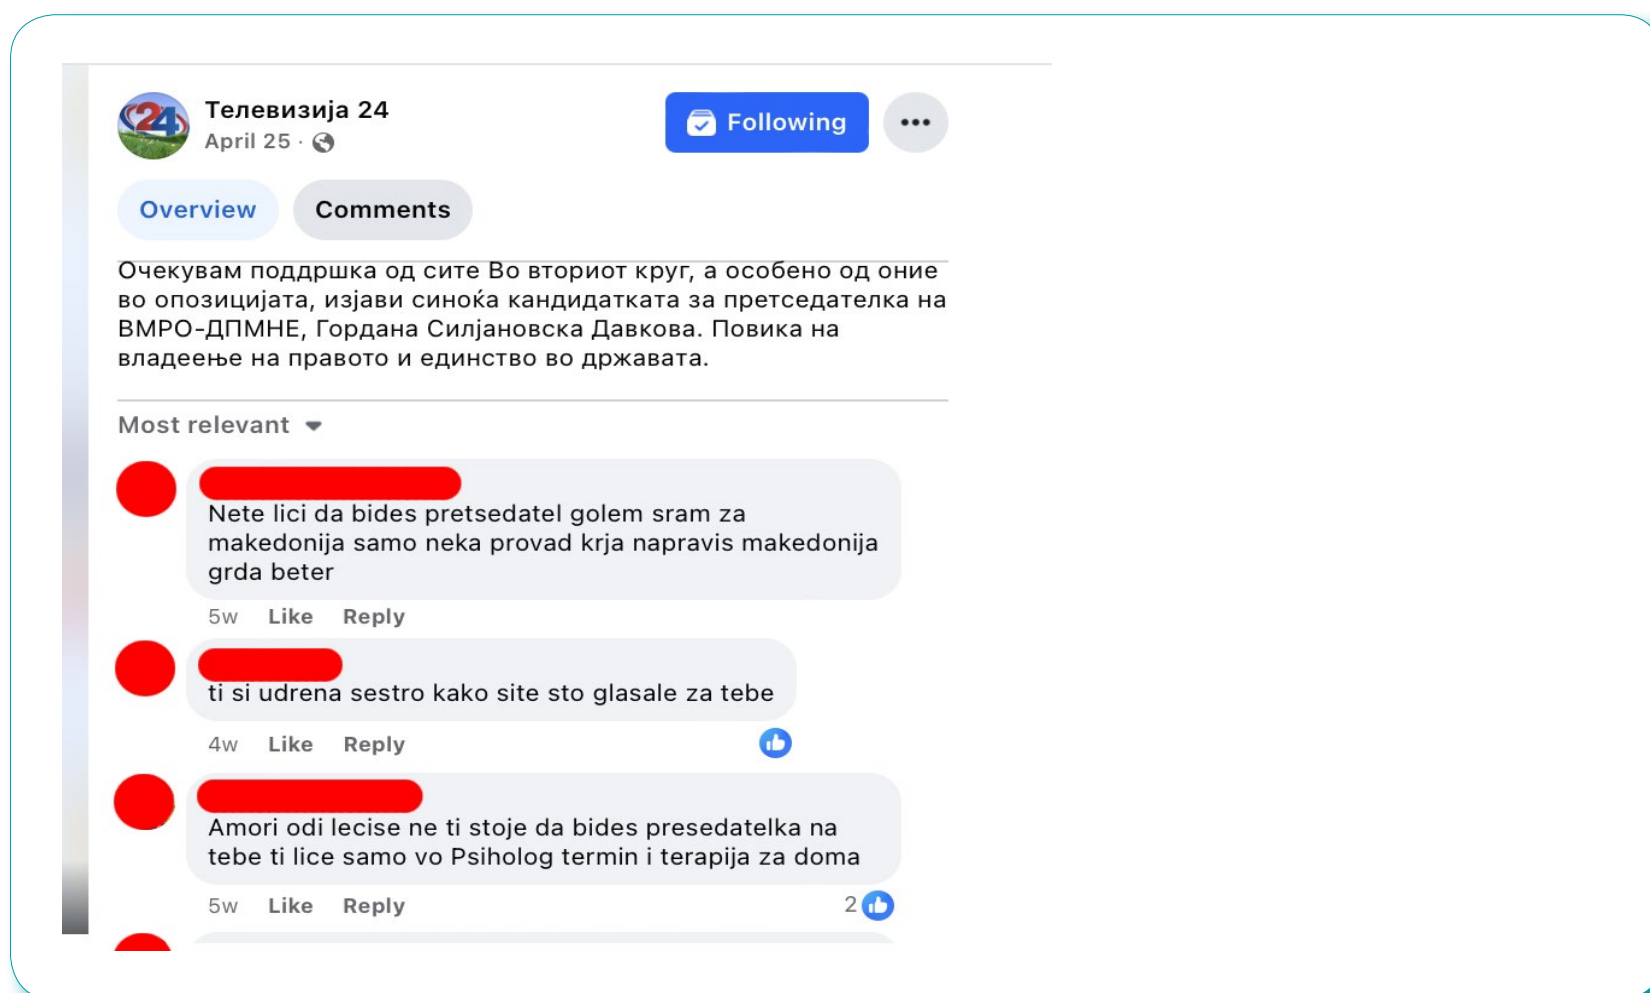 24
Телевизија 24
April 25 ·
Following
Overview
Comments
Очекувам поддршка од сите Во вториот круг, а особено од оние
во опозицијата, изјави синоќа кандидатката за претседателка на
ВМРО-ДПМНЕ, Гордана Силјановска Давкова. Повика на
владеење на правото и единство во државата.
Most relevant
Nete lici da bides pretsedatel golem sram za
makedonija samo neka provad krja napravis makedonija
grda beter
5w Like Reply
ti si udrena sestro kako site sto glasale za tebe
4w Like Reply
Amori odi lecise ne ti stoje da bides presedatelka na
tebe ti lice samo vo Psiholog termin i terapija za doma
5w Like Reply 2